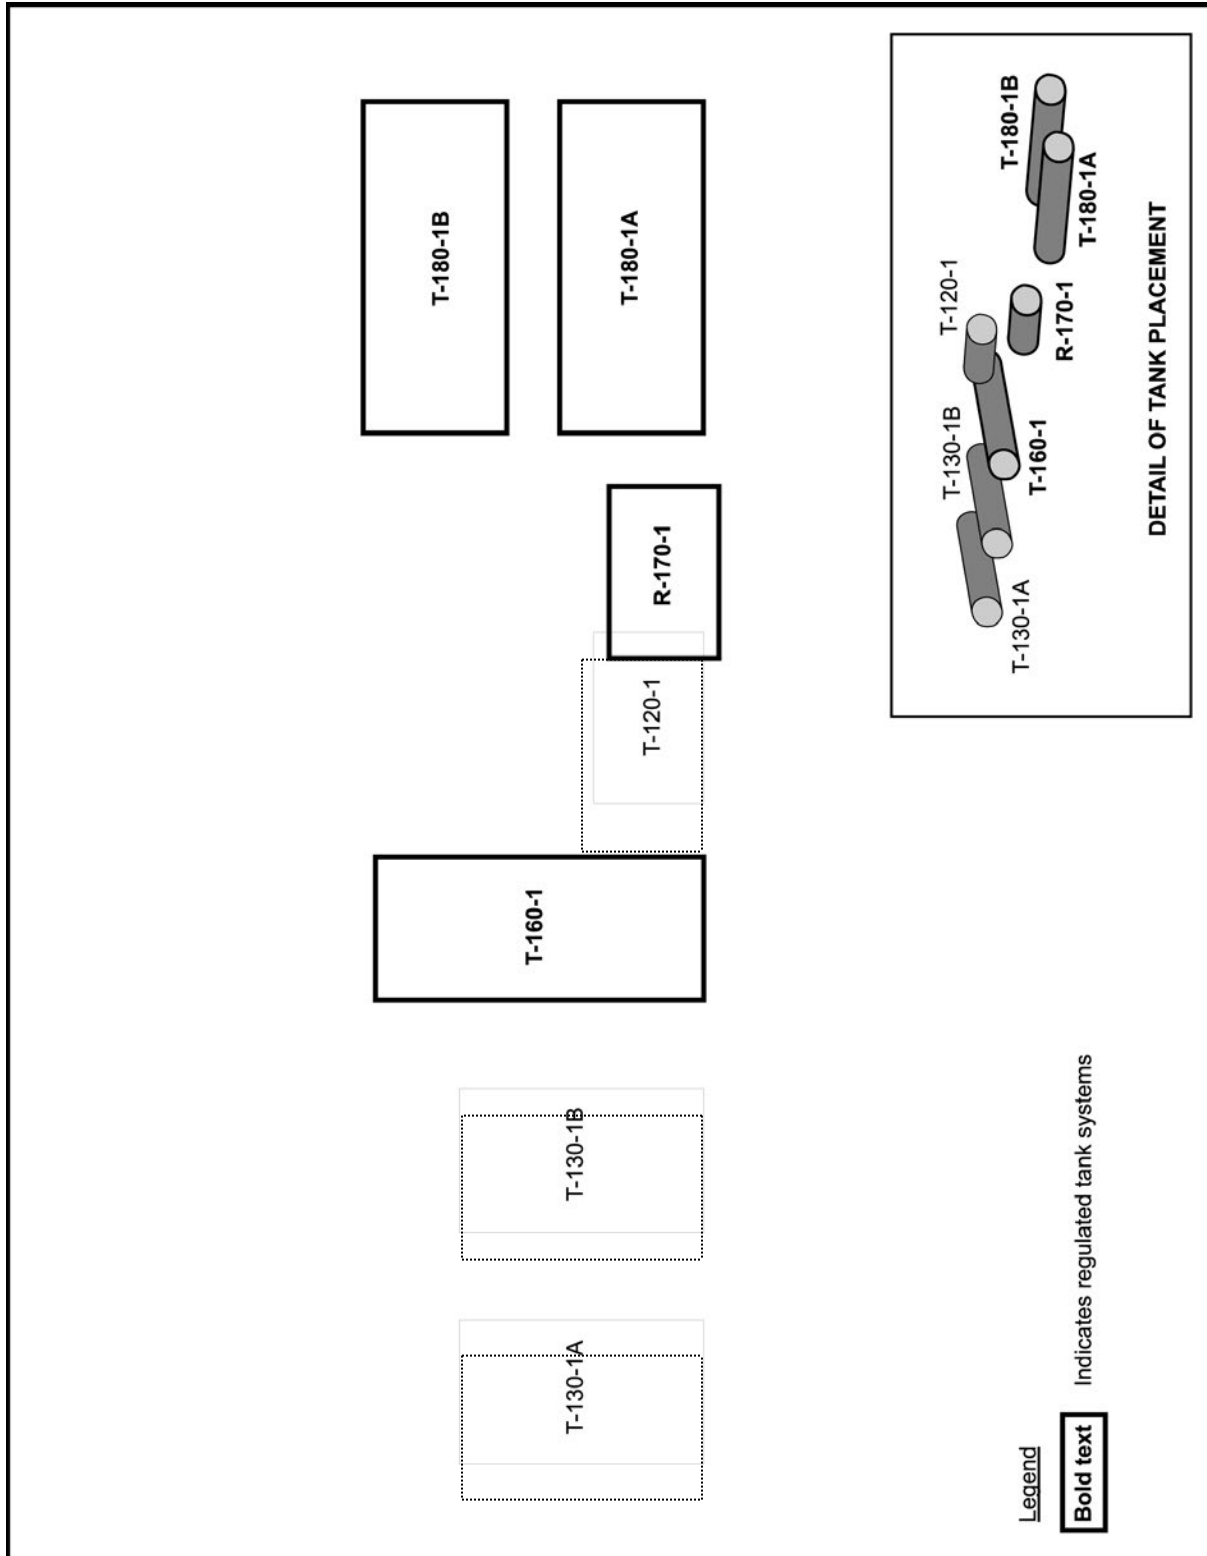 T-130-1A
T-130-1B
T-160-1
T-120-1
R-170-1
T-180-1B
T-180-1A
Legend
Bold text
Indicates regulated tank systems
T-130-1A
T-130-1B
T-160-1
T-120-1
R-170-1
T-180-1B
T-180-1A
DETAIL OF TANK PLACEMENT